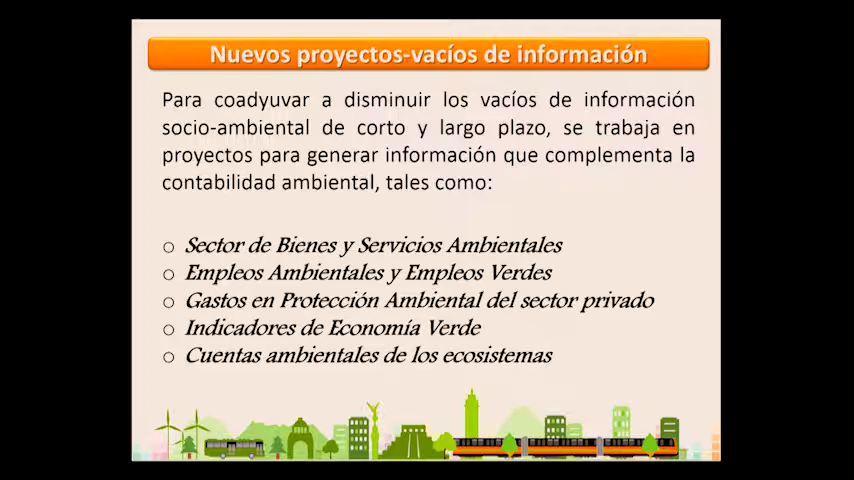 Nuevos proyectos-vacíos de información
Para coadyuvar a disminuir los vacíos de información
socio-ambiental de corto y largo plazo, se trabaja en
proyectos para generar información que complementa la
contabilidad ambiental, tales como:
○ Sector de Bienes y Servicios Ambientales
○ Empleos Ambientales y Empleos Verdes
○ Gastos en Protección Ambiental del sector privado
○ Indicadores de Economía Verde
○ Cuentas ambientales de los ecosistemas